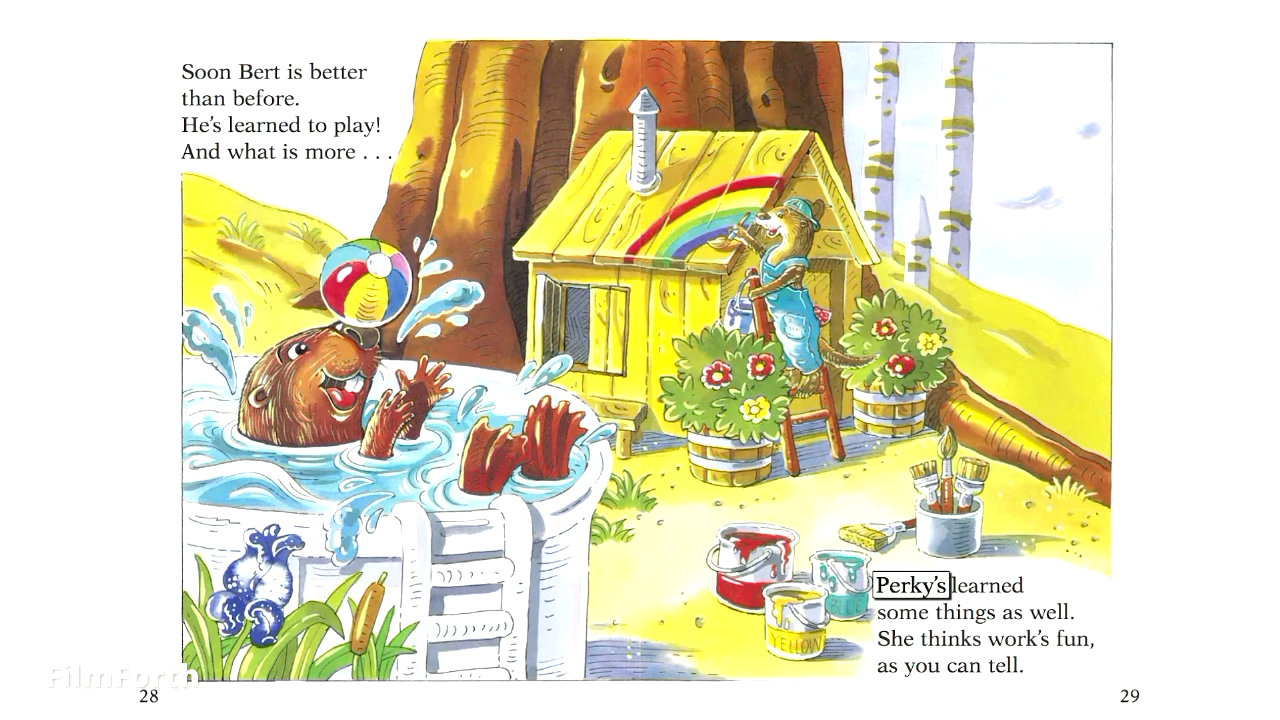 Soon Bert is better
than before.
He's learned to play!
And what is more . . .
Perky's learned
some things as well.
She thinks work's fun,
as you can tell.
YELLOW
FilmForth
28
29